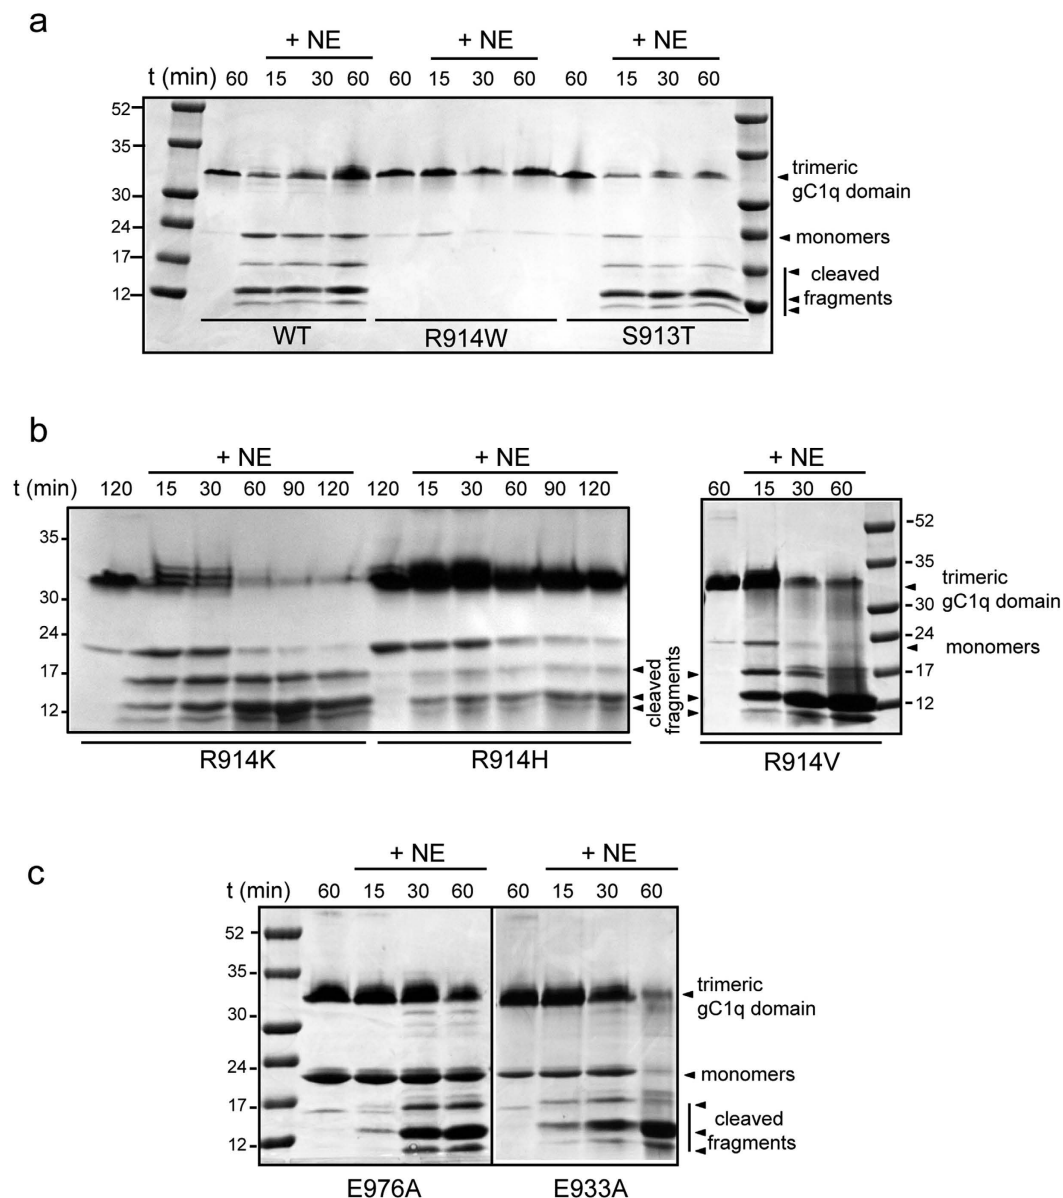 a
+ NE + NE + NE
t (min) 60 15 30 60 60 15 30 60 60 15 30 60
52
35
30
24
17
12
trimeric
gC1q domain
monomers
cleaved
fragments
WT R914W S913T
b
+ NE + NE + NE
t (min) 120 15 30 60 90 120 120 15 30 60 90 120 60 15 30 60
35
30
24
17
12
cleaved
fragments
52
35
30
24
17
12
trimeric
gC1q domain
monomers
R914K R914H R914V
c
+ NE + NE
t (min) 60 15 30 60 60 15 30 60
52
35
30
24
17
12
trimeric
gC1q domain
monomers
cleaved
fragments
E976A E933A